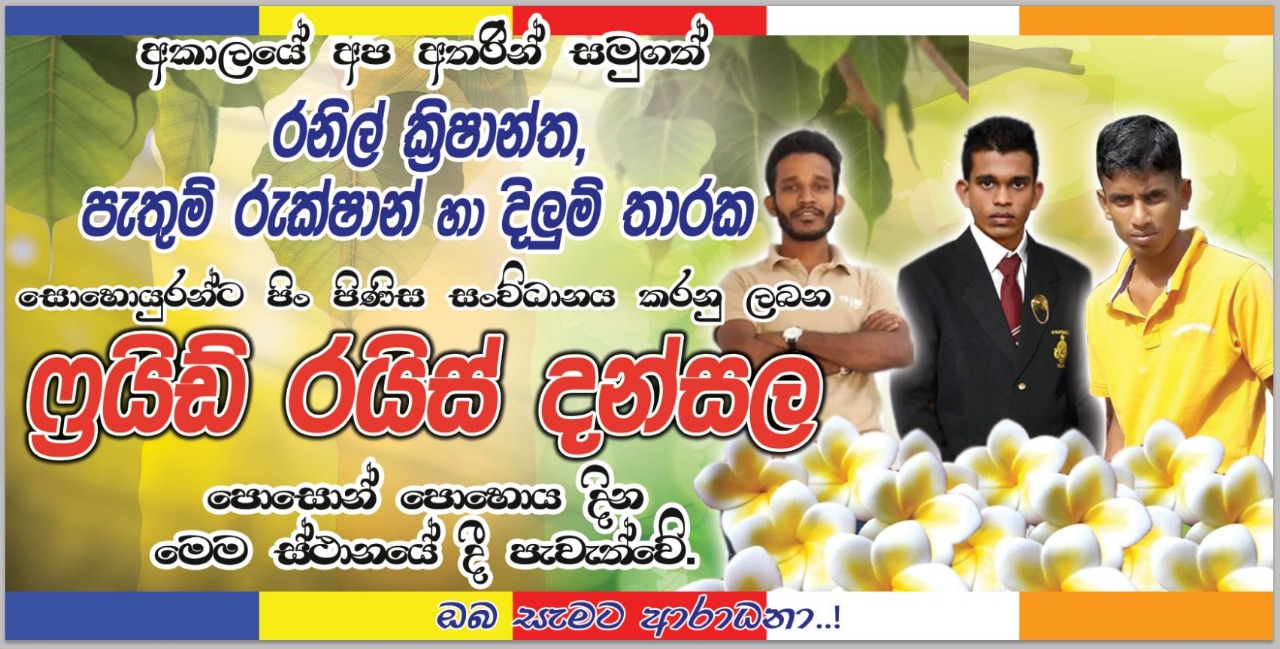 අකාලයේ අප අතරින් සමුගත්
රනිල් ක්‍රිෂාන්ත,
පැතුම් රුක්ෂාන් හා දිලුම් තාරක
සොහොයුරන්ට පිං පිණිස සංවිධානය කරනු ලබන
ෆ්‍රයිඩ් රයිස් දන්සල
පොසොන් පොහොය දින
මෙම ස්ථානයේ දී පැවැත්වේ.
ඔබ සැමට ආරාධනා..!